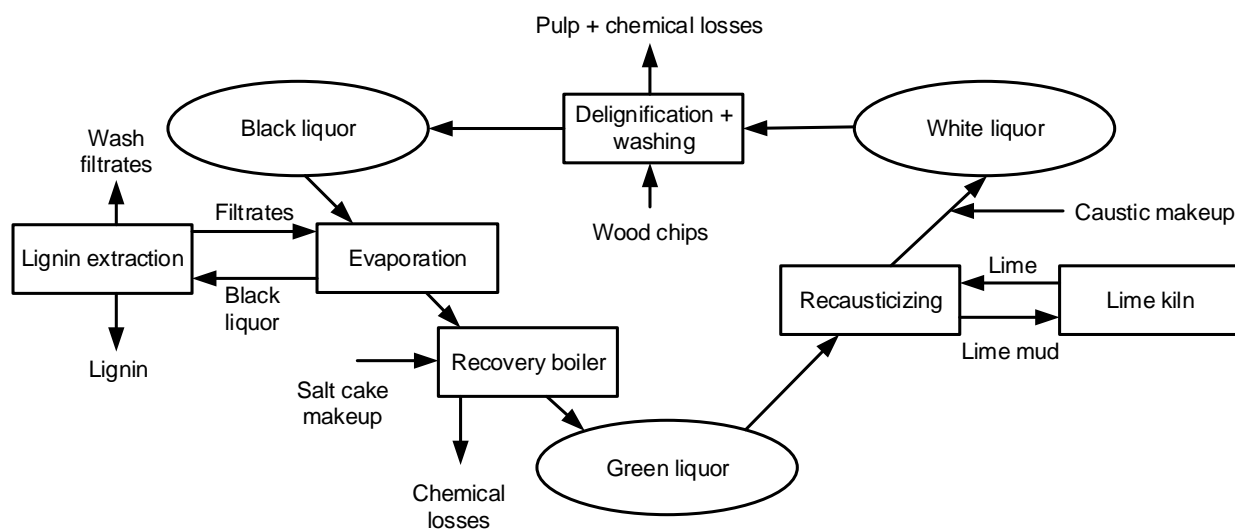 Pulp + chemical losses
Black liquor
Delignification +
washing
White liquor
Wash
filtrates
Filtrates
Wood chips
Caustic makeup
Lignin extraction
Evaporation
Black
liquor
Recausticizing
Lime
Lime kiln
Lime mud
Lignin
Recovery boiler
Salt cake
makeup
Green liquor
Chemical
losses